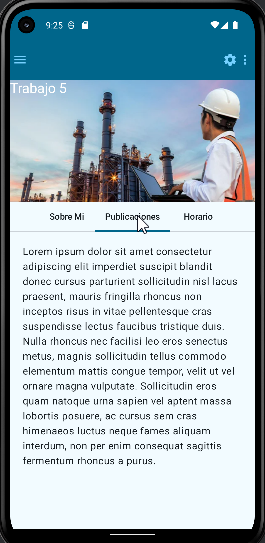 9:25
Trabajo 5
Sobre Mi Publicaciones Horario
Lorem ipsum dolor sit amet consectetur
adipiscing elit imperdiet suscipit blandit
donec cursus parturient sollicitudin nisl lacus
praesent, mauris fringilla rhoncus non
inceptos risus in vitae pellentesque cras
suspendisse lectus faucibus tristique duis.
Nulla rhoncus nec facilisi leo eros senectus
metus, magnis sollicitudin tellus commodo
elementum mattis congue tempor, velit ut vel
ornare magna vulputate. Sollicitudin eros
quam natoque urna sapien vel aptent massa
lobortis posuere, ac cursus sem cras
himenaeos luctus nam fames aliquam
interdum, non per enim consequat sagittis
fermentum rhoncus a purus.